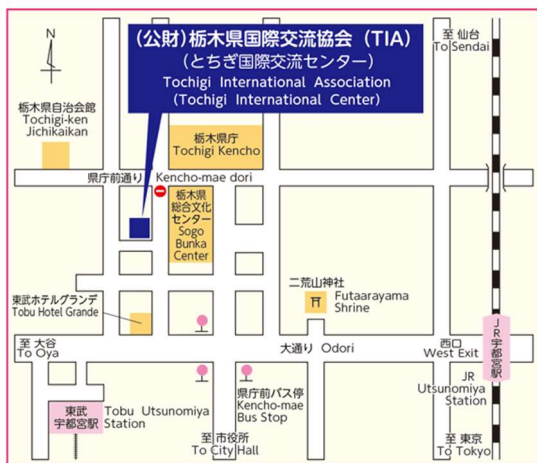 (公財)栃木県国際交流協会 (TIA)
(とちぎ国際交流センター)
Tochigi International Association
(Tochigi International Center)
N
至 仙台
To Sendai
栃木県自治会館
Tochigi-ken
Jichikaikan
栃木県庁
Tochigi Kencho
県庁前通り Kencho-mae dori
栃木県
総合文化
センター
Sogo
Bunka
Center
東武ホテルグランデ
Tobu Hotel Grande
二荒山神社
Futaarayama
Shrine
至 大谷
To Oya
大通り Odori
西口
West Exit
JR宇都宮駅
JR
Utsunomiya
Station
県庁前バス停
Kencho-mae
Bus Stop
東武
宇都宮駅
Tobu Utsunomiya
Station
至 市役所
To City Hall
至 東京
To Tokyo